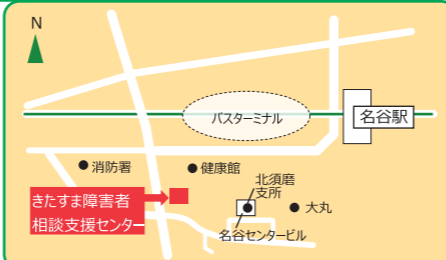 N
バスターミナル
名谷駅
消防署
健康館
北須磨
支所
大丸
きたすま障害者
相談支援センター
名谷センタービル